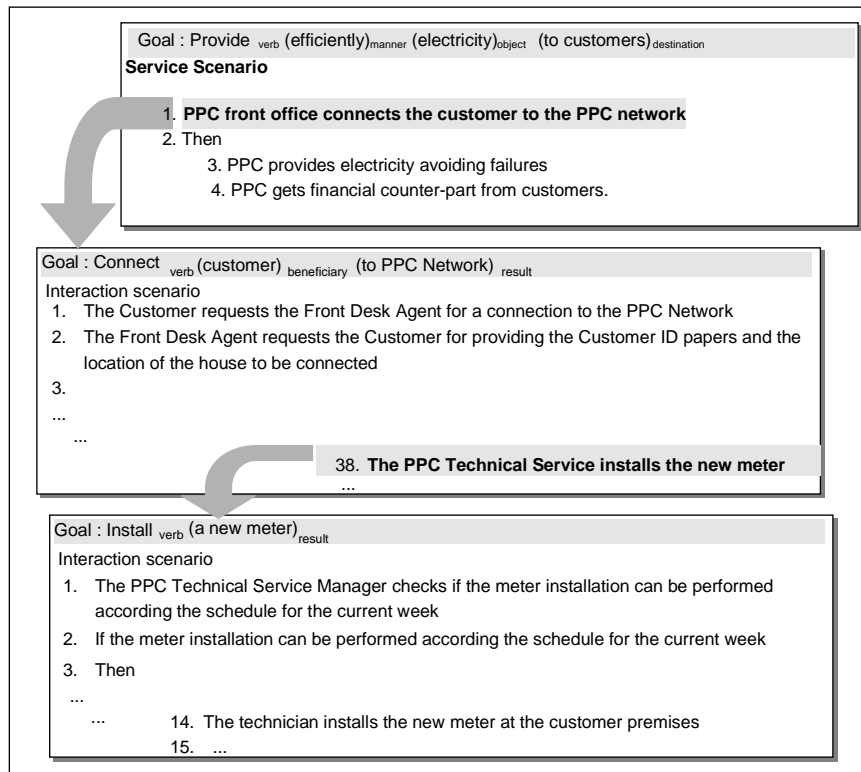 Goal : Provide verb (efficiently)manner (electricity)object (to customers)destination
Service Scenario
1. PPC front office connects the customer to the PPC network
2. Then
3. PPC provides electricity avoiding failures
4. PPC gets financial counter-part from customers.
Goal : Connect verb (customer) beneficiary (to PPC Network) result
Interaction scenario
1. The Customer requests the Front Desk Agent for a connection to the PPC Network
2. The Front Desk Agent requests the Customer for providing the Customer ID papers and the
location of the house to be connected
3.
...
...
38. The PPC Technical Service installs the new meter
...
Goal : Install verb (a new meter)result
Interaction scenario
1. The PPC Technical Service Manager checks if the meter installation can be performed
according the schedule for the current week
2. If the meter installation can be performed according the schedule for the current week
3. Then
...
... 14. The technician installs the new meter at the customer premises
15. ...